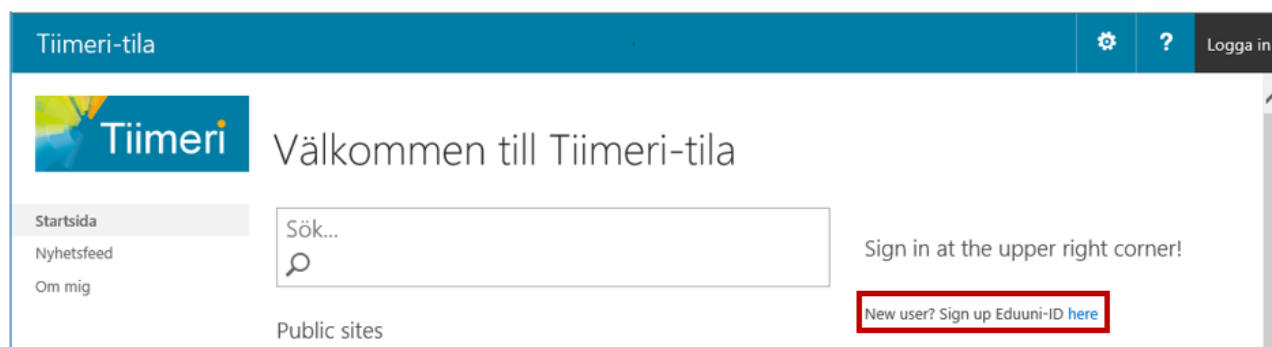 Tiimeri-tila
? Logga in
Tiimeri
Välkommen till Tiimeri-tila
Startsida
Nyhetsfeed
Om mig
Sök...
Sign in at the upper right corner!
New user? Sign up Eduuni-ID here
Public sites